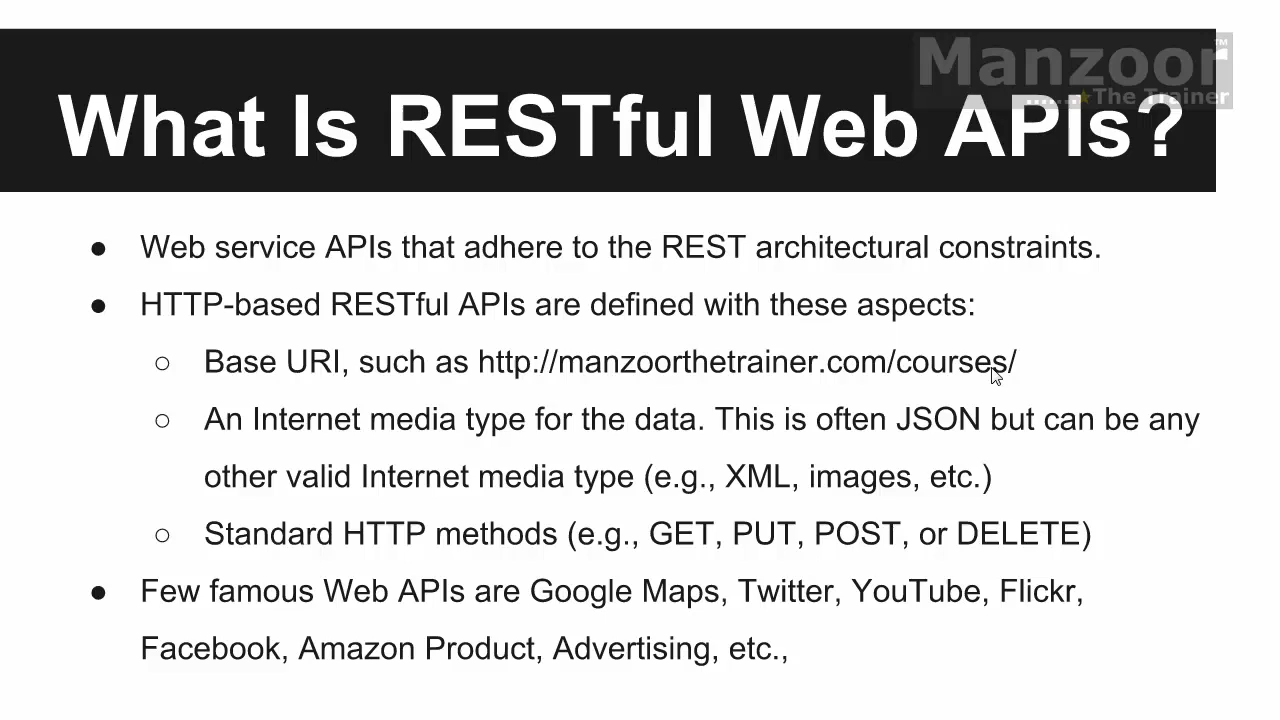 Manzoor™
.......★The Trainer
What Is RESTful Web APIs?
● Web service APIs that adhere to the REST architectural constraints.
● HTTP-based RESTful APIs are defined with these aspects:
○ Base URI, such as http://manzoorthetrainer.com/courses/
○ An Internet media type for the data. This is often JSON but can be any
other valid Internet media type (e.g., XML, images, etc.)
○ Standard HTTP methods (e.g., GET, PUT, POST, or DELETE)
● Few famous Web APIs are Google Maps, Twitter, YouTube, Flickr,
Facebook, Amazon Product, Advertising, etc.,